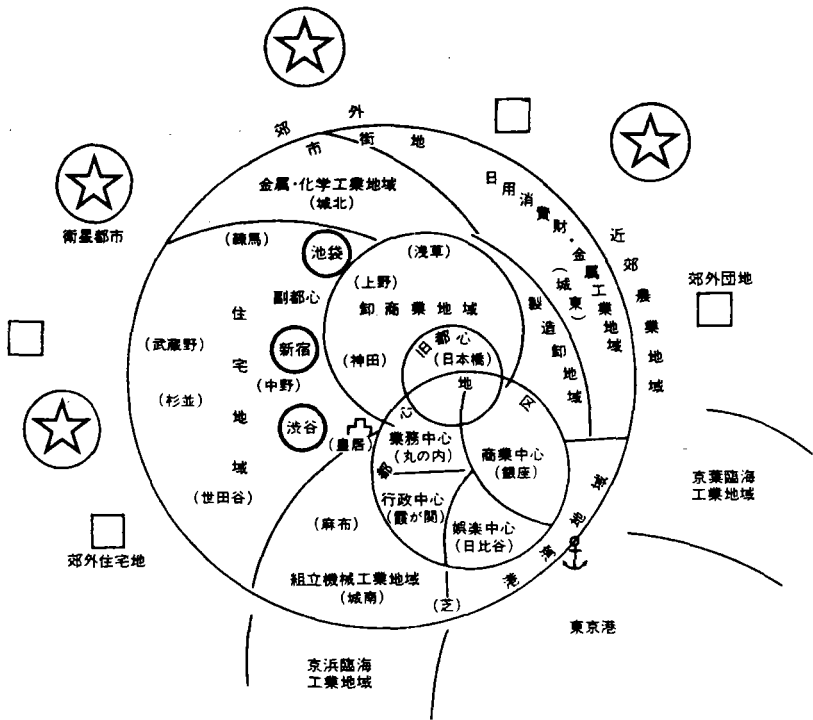 郊外
市街地
金属・化学工業地域
(城北)
日用消費財・金属工業地域
(城東)
近郊農業地域
衛星都市
(練馬)
池袋
(浅草)
(上野)
副都心
卸商業地域
製造卸地域
郊外団地
住宅地域
(武蔵野)
新宿
(神田)
旧都心
(日本橋)
(中野)
(杉並)
渋谷
(皇居)
都心地区
業務中心
(丸の内)
商業中心
(銀座)
行政中心
(霞が関)
娯楽中心
(日比谷)
(世田谷)
(麻布)
港湾地域
京葉臨海
工業地域
郊外住宅地
組立機械工業地域
(城南)
(芝)
東京港
京浜臨海
工業地域